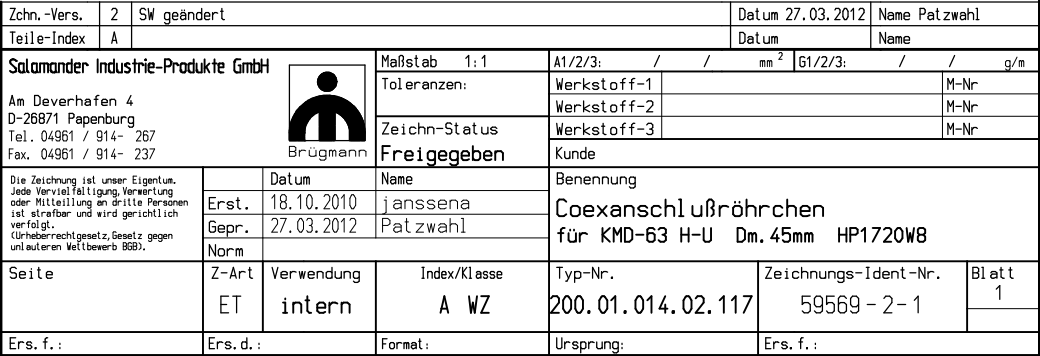 Zchn.-Vers. 2 SW geändert Datum 27.03.2012 Name Patzwahl
Teile-Index A Datum Name
Salamander Industrie-Produkte GmbH
Am Deverhafen 4
D-26871 Papenburg
Tel. 04961 / 914- 267
Fax. 04961 / 914- 237
Brügmann
Maßstab 1:1
Toleranzen:
Zeichn-Status
Freigegeben
A1/2/3: / / mm² G1/2/3: / / g/m
Werkstoff-1 M-Nr
Werkstoff-2 M-Nr
Werkstoff-3 M-Nr
Kunde
Die Zeichnung ist unser Eigentum.
Jede Vervielfältigung, Verwertung
oder Mitteillung an dritte Personen
ist strafbar und wird gerichtlich
verfolgt.
(Urheberrechtgesetz, Gesetz gegen
unlauteren Wettbewerb BGB).
Datum Name
Erst. 18.10.2010 janssena
Gepr. 27.03.2012 Patzwahl
Norm
Benennung
Coexanschlußröhrchen
für KMD-63 H-U Dm.45mm HP1720W8
Seite Z-Art Verwendung Index/Klasse Typ-Nr. Zeichnungs-Ident-Nr. Blatt
ET intern A WZ 200.01.014.02.117 59569-2-1 1
Ers.f.: Ers.d.: Format: Ursprung: Ers.f.: